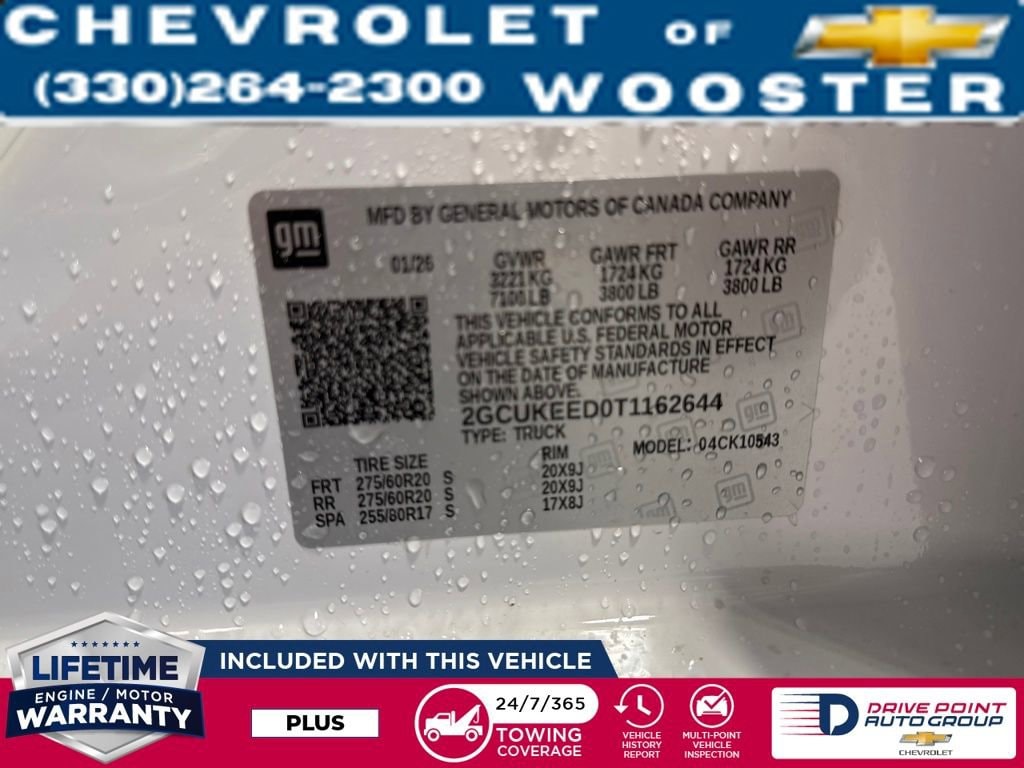 CHEVROLET OF
(330)264-2300 WOOSTER
gm
MFD BY GENERAL MOTORS OF CANADA COMPANY
01/26
GVWR GAWR FRT GAWR RR
3221 KG 1724 KG 1724 KG
7100 LB 3800 LB 3800 LB
THIS VEHICLE CONFORMS TO ALL
APPLICABLE U.S. FEDERAL MOTOR
VEHICLE SAFETY STANDARDS IN EFFECT
ON THE DATE OF MANUFACTURE
SHOWN ABOVE.
2GCUKEED0T1162644
TYPE: TRUCK MODEL: 04CK10543
TIRE SIZE RIM
FRT 275/60R20 S 20X9J
RR 275/60R20 S 20X9J
SPA 255/80R17 S 17X8J
gm
gm
gm
LIFETIME
ENGINE / MOTOR
WARRANTY
INCLUDED WITH THIS VEHICLE
PLUS
24/7/365
TOWING
COVERAGE
VEHICLE
HISTORY
REPORT
MULTI-POINT
VEHICLE
INSPECTION
DRIVE POINT
AUTO GROUP
CHEVROLET